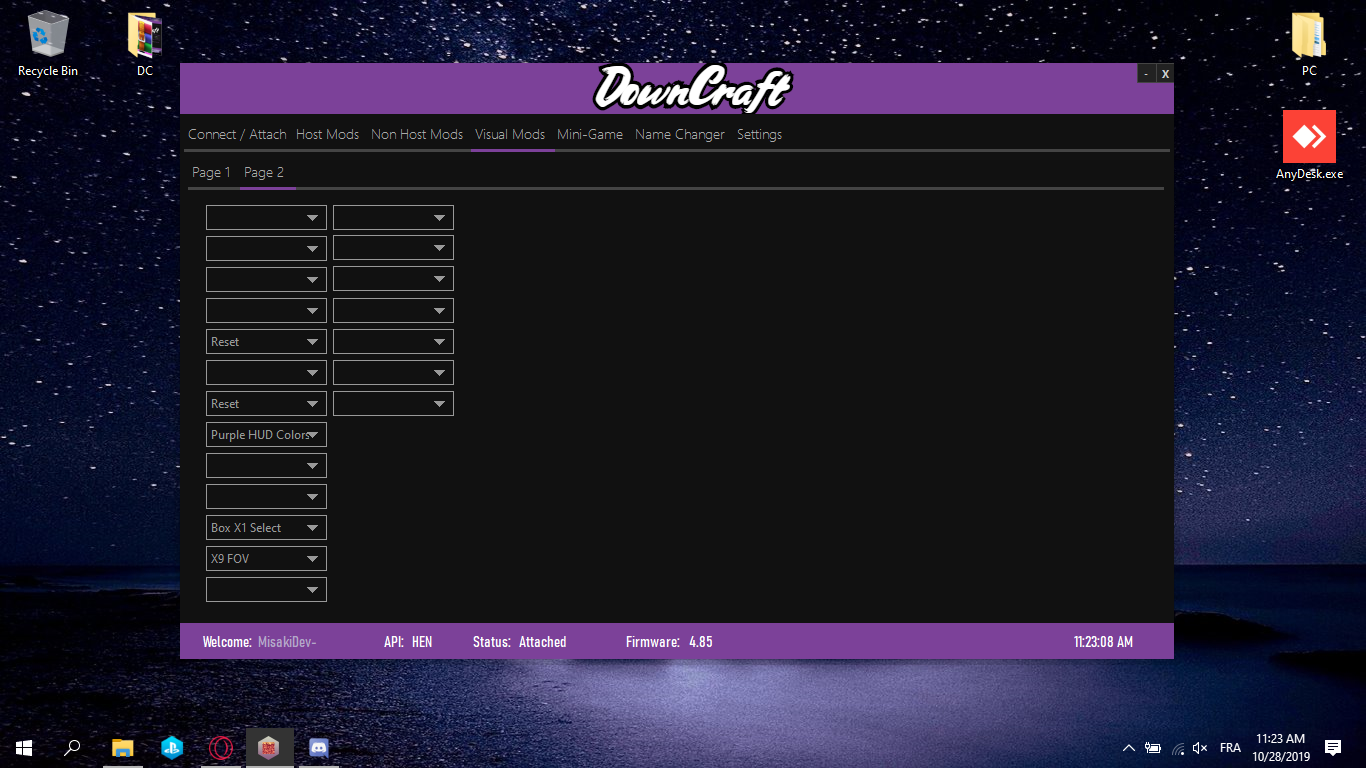 Recycle Bin
DC
PC
AnyDesk.exe
DownCraft
- x
Connect / Attach Host Mods Non Host Mods Visual Mods Mini-Game Name Changer Settings
Page 1 Page 2
Reset
Reset
Purple HUD Colors
Box X1 Select
X9 FOV
Welcome: MisakiDev- API: HEN Status: Attached Firmware: 4.85 11:23:08 AM
FRA
11:23 AM
10/28/2019